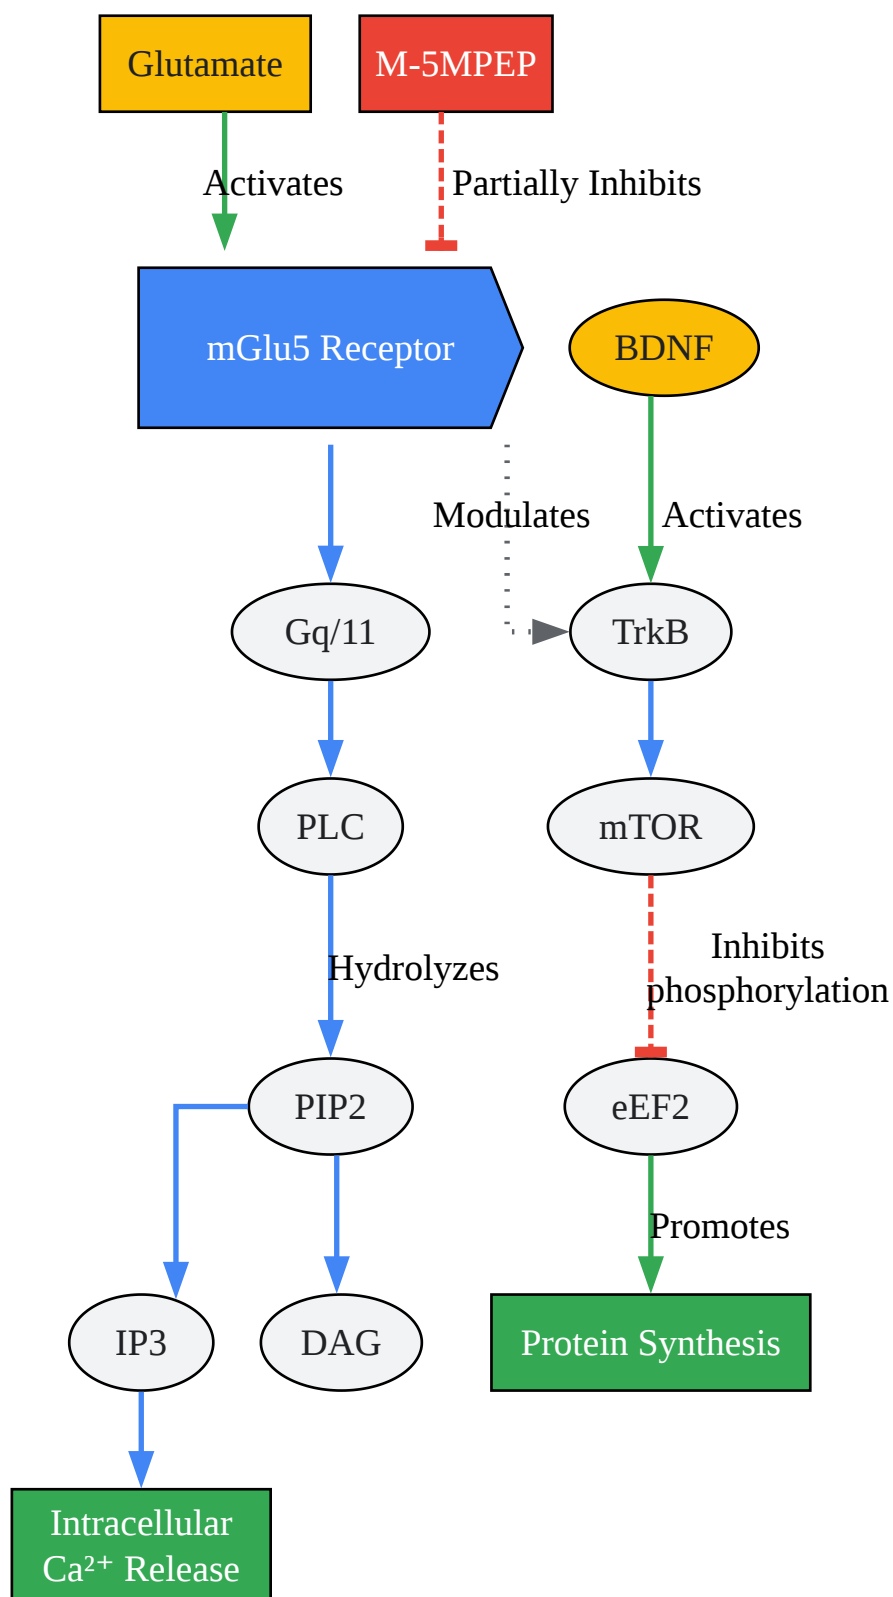 Glutamate
M-5MPEP
Activates
Partially Inhibits
mGlu5 Receptor
BDNF
Modulates
Activates
Gq/11
TrkB
PLC
mTOR
Hydrolyzes
Inhibits
phosphorylation
PIP2
eEF2
Promotes
IP3
DAG
Protein Synthesis
Intracellular
Ca²⁺ Release